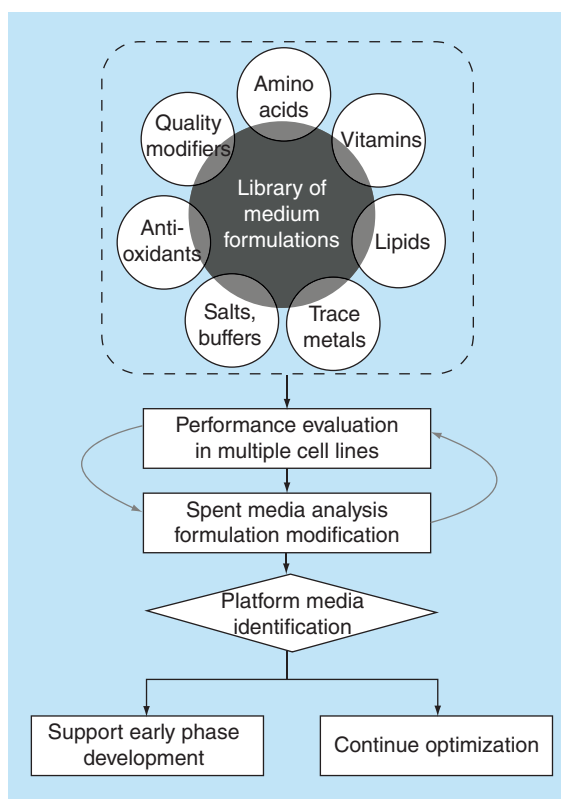 Amino
acids
Quality
modifiers
Vitamins
Library of
medium
formulations
Anti-
oxidants
Lipids
Salts,
buffers
Trace
metals
Performance evaluation
in multiple cell lines
Spent media analysis
formulation modification
Platform media
identification
Support early phase
development
Continue optimization